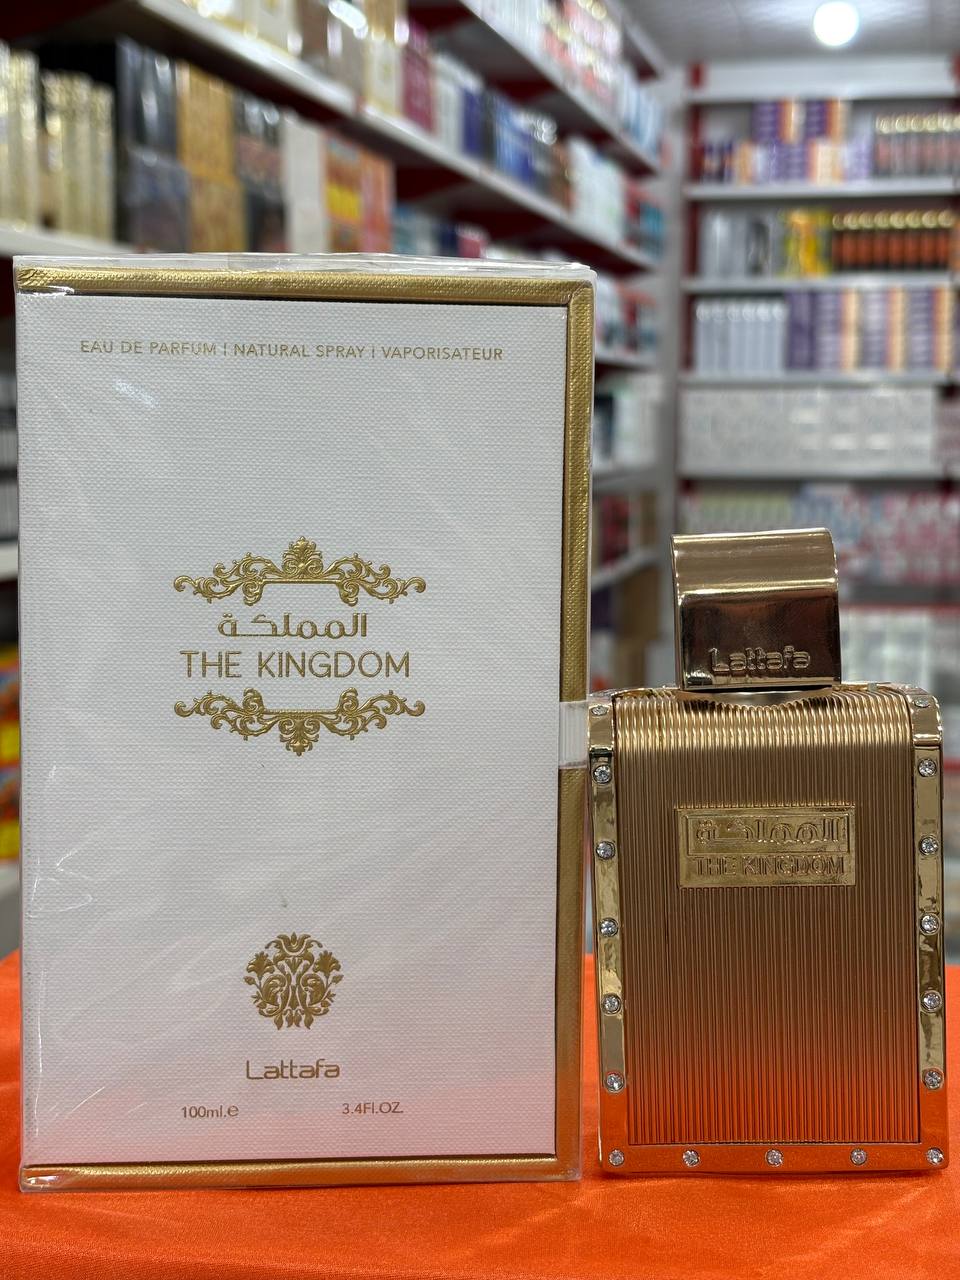 EAU DE PARFUM | NATURAL SPRAY | VAPORISATEUR
المملكة
THE KINGDOM
Lattafa
100ml.e
3.4Fl.OZ.
Lattafa
المملكة
THE KINGDOM